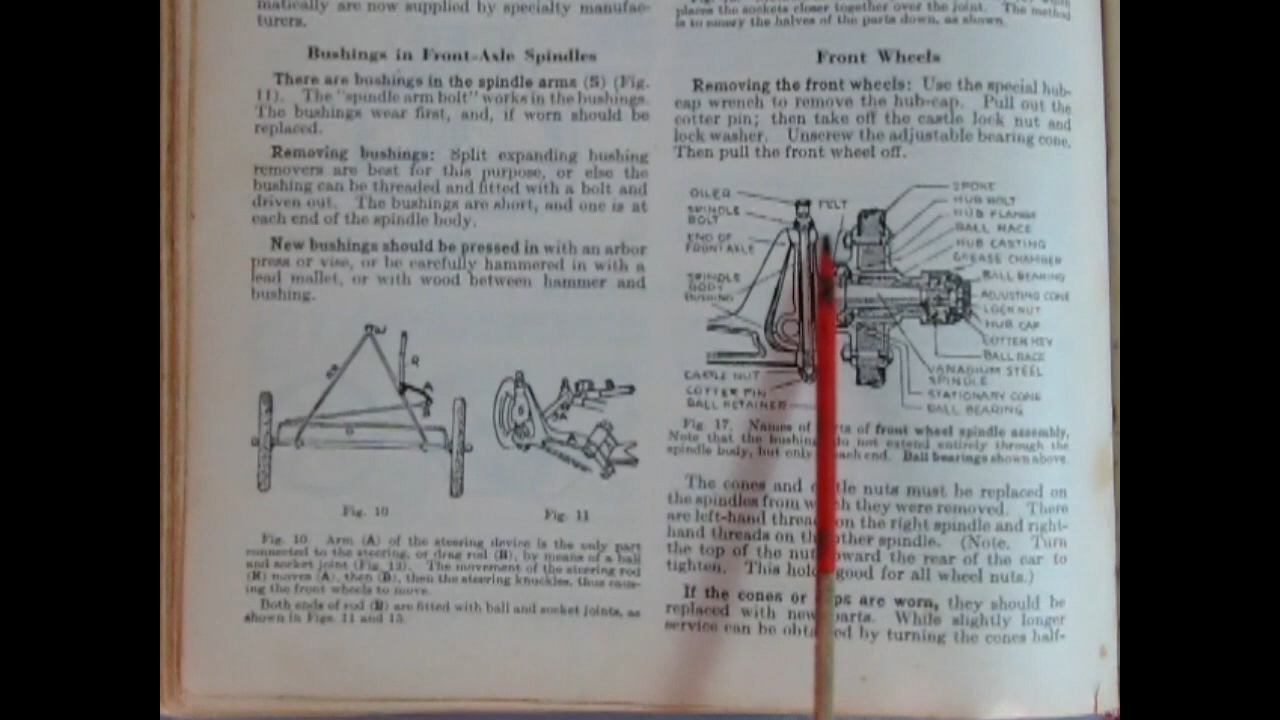 matically are now supplied by specialty manufac-
turers.
Bushings in Front-Axle Spindles
There are bushings in the spindle arms (S) (Fig.
11). The "spindle arm bolt" works in the bushings.
The bushings wear first, and, if worn should be
replaced.
Removing bushings: Split expanding bushing
removers are best for this purpose, or else the
bushing can be threaded and fitted with a bolt and
driven out. The bushings are short, and one is at
each end of the spindle body.
New bushings should be pressed in with an arbor
press or vise, or be carefully hammered in with a
lead mallet, or with wood between hammer and
bushing.
Fig. 10
Fig. 11
Fig. 10. Arm (A) of the steering device is the only part
connected to the steering, or drag rod (R), by means of a ball
and socket joint (Fig. 12). The movement of the steering rod
(R) moves (A), then (B), then the steering knuckles, thus caus-
ing the front wheels to move.
Both ends of rod (B) are fitted with ball and socket joints, as
shown in Figs. 11 and 13.
places the sockets closer together over the joint. The method
is to emery the halves of the parts down, as shown.
Front Wheels
Removing the front wheels: Use the special hub-
cap wrench to remove the hub-cap. Pull out the
cotter pin; then take off the castle lock nut and
lock washer. Unscrew the adjustable bearing cone.
Then pull the front wheel off.
OILER
FELT
SPINDLE
BOLT
END OF
FRONT AXLE
SPINDLE
BODY
BUSHING
CASTLE NUT
COTTER PIN
BALL RETAINER
SPOKE
HUB BOLT
HUB FLANGE
BALL RACE
HUB CASTING
GREASE CHAMBER
BALL BEARING
ADJUSTING CONE
LOCK NUT
HUB CAP
COTTER KEY
BALL RACE
VANADIUM STEEL
SPINDLE
STATIONARY CONE
BALL BEARING
Fig. 17. Names of of front wheel spindle assembly.
Note that the bushing do not extend entirely through the
spindle body, but only each end. Ball bearings shown above.
The cones and nuts must be replaced on
the spindles from they were removed. There
are left-hand on the right spindle and right-
hand threads on other spindle. (Note. Turn
the top of the nut toward the rear of the car to
tighten. This good for all wheel nuts.)
If the cones or are worn, they should be
replaced with new parts. While slightly longer
service can be by turning the cones half-